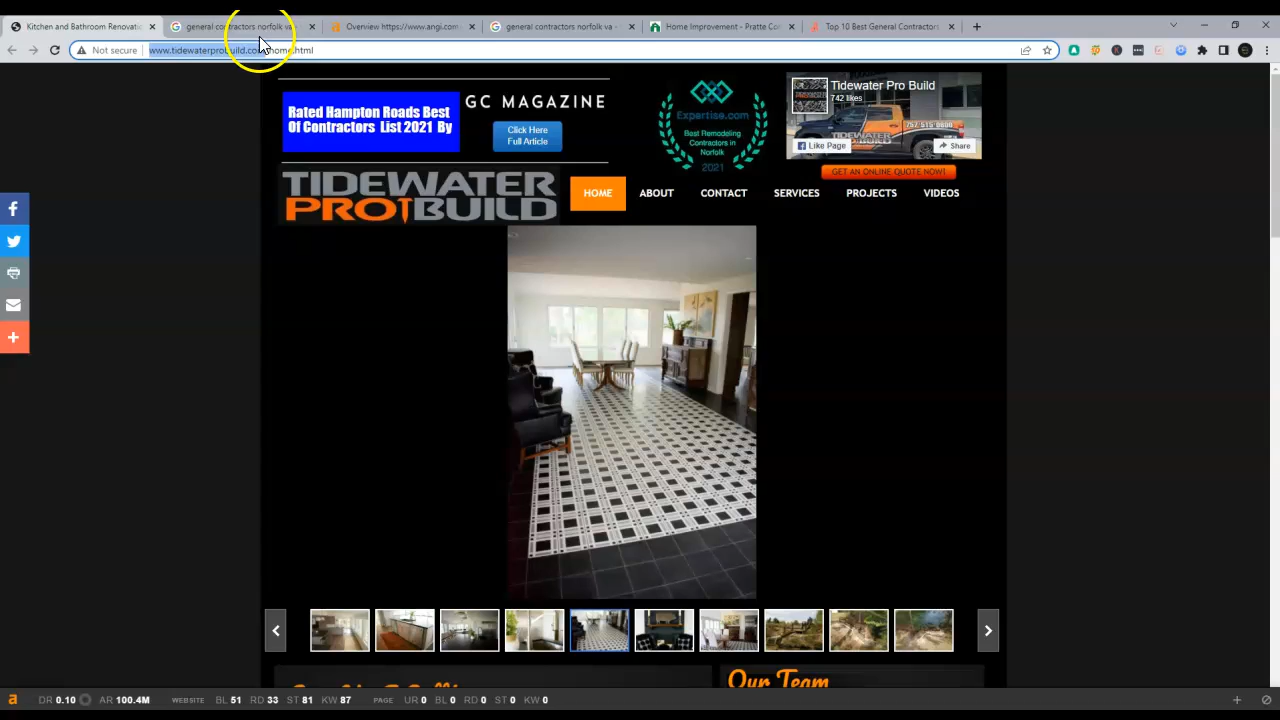 Kitchen and Bathroom Renovati
general contractors norfolk va
Overview https://www.angi.com
general contractors norfolk va -
Home Improvement - Pratte Co
Top 10 Best General Contractors
Not secure
www.tidewaterprobuild.com/home.html
Rated Hampton Roads Best
Of Contractors List 2021 By
GC MAGAZINE
Click Here
Full Article
Expertise.com
Best Remodeling
Contractors in
Norfolk
2021
Tidewater Pro Build
742 likes
757/515-8600
Like Page
Share
GET AN ONLINE QUOTE NOW!
TIDEWATER
PRO BUILD
HOME
ABOUT
CONTACT
SERVICES
PROJECTS
VIDEOS
Our Team
DR 0.10
AR 100.4M
WEBSITE
BL 51
RD 33
ST 81
KW 87
PAGE
UR 0
BL 0
RD 0
ST 0
KW 0